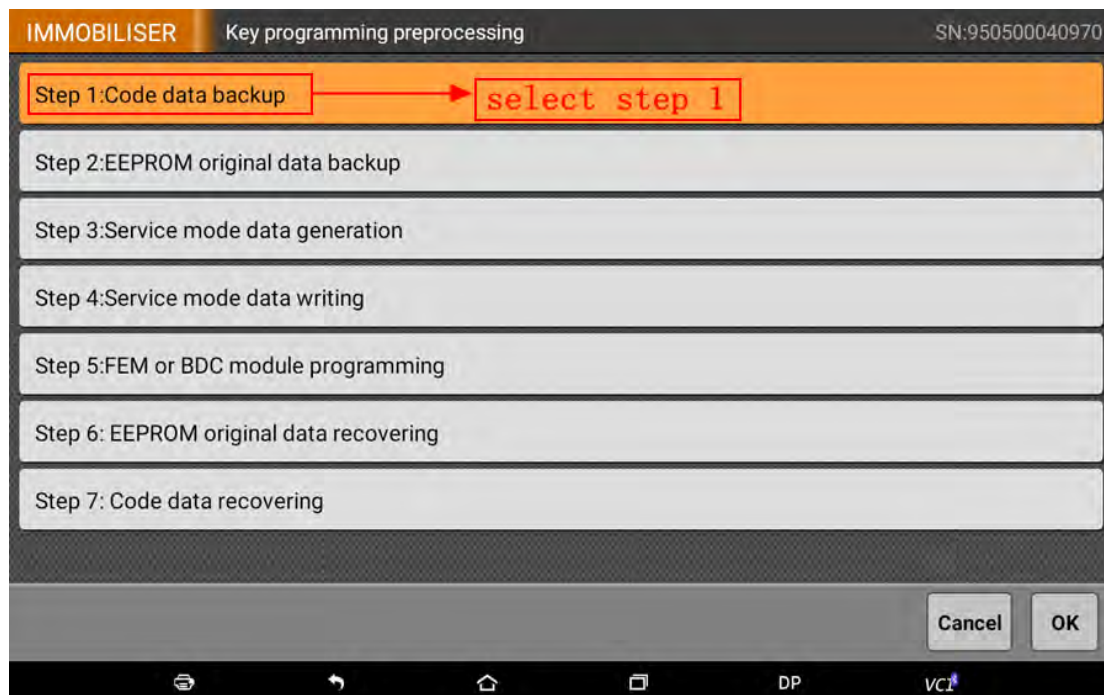 IMMOBILISER Key programming preprocessing SN:950500040970
Step 1:Code data backup select step 1
Step 2:EEPROM original data backup
Step 3:Service mode data generation
Step 4:Service mode data writing
Step 5:FEM or BDC module programming
Step 6: EEPROM original data recovering
Step 7: Code data recovering
Cancel OK
DP VCI